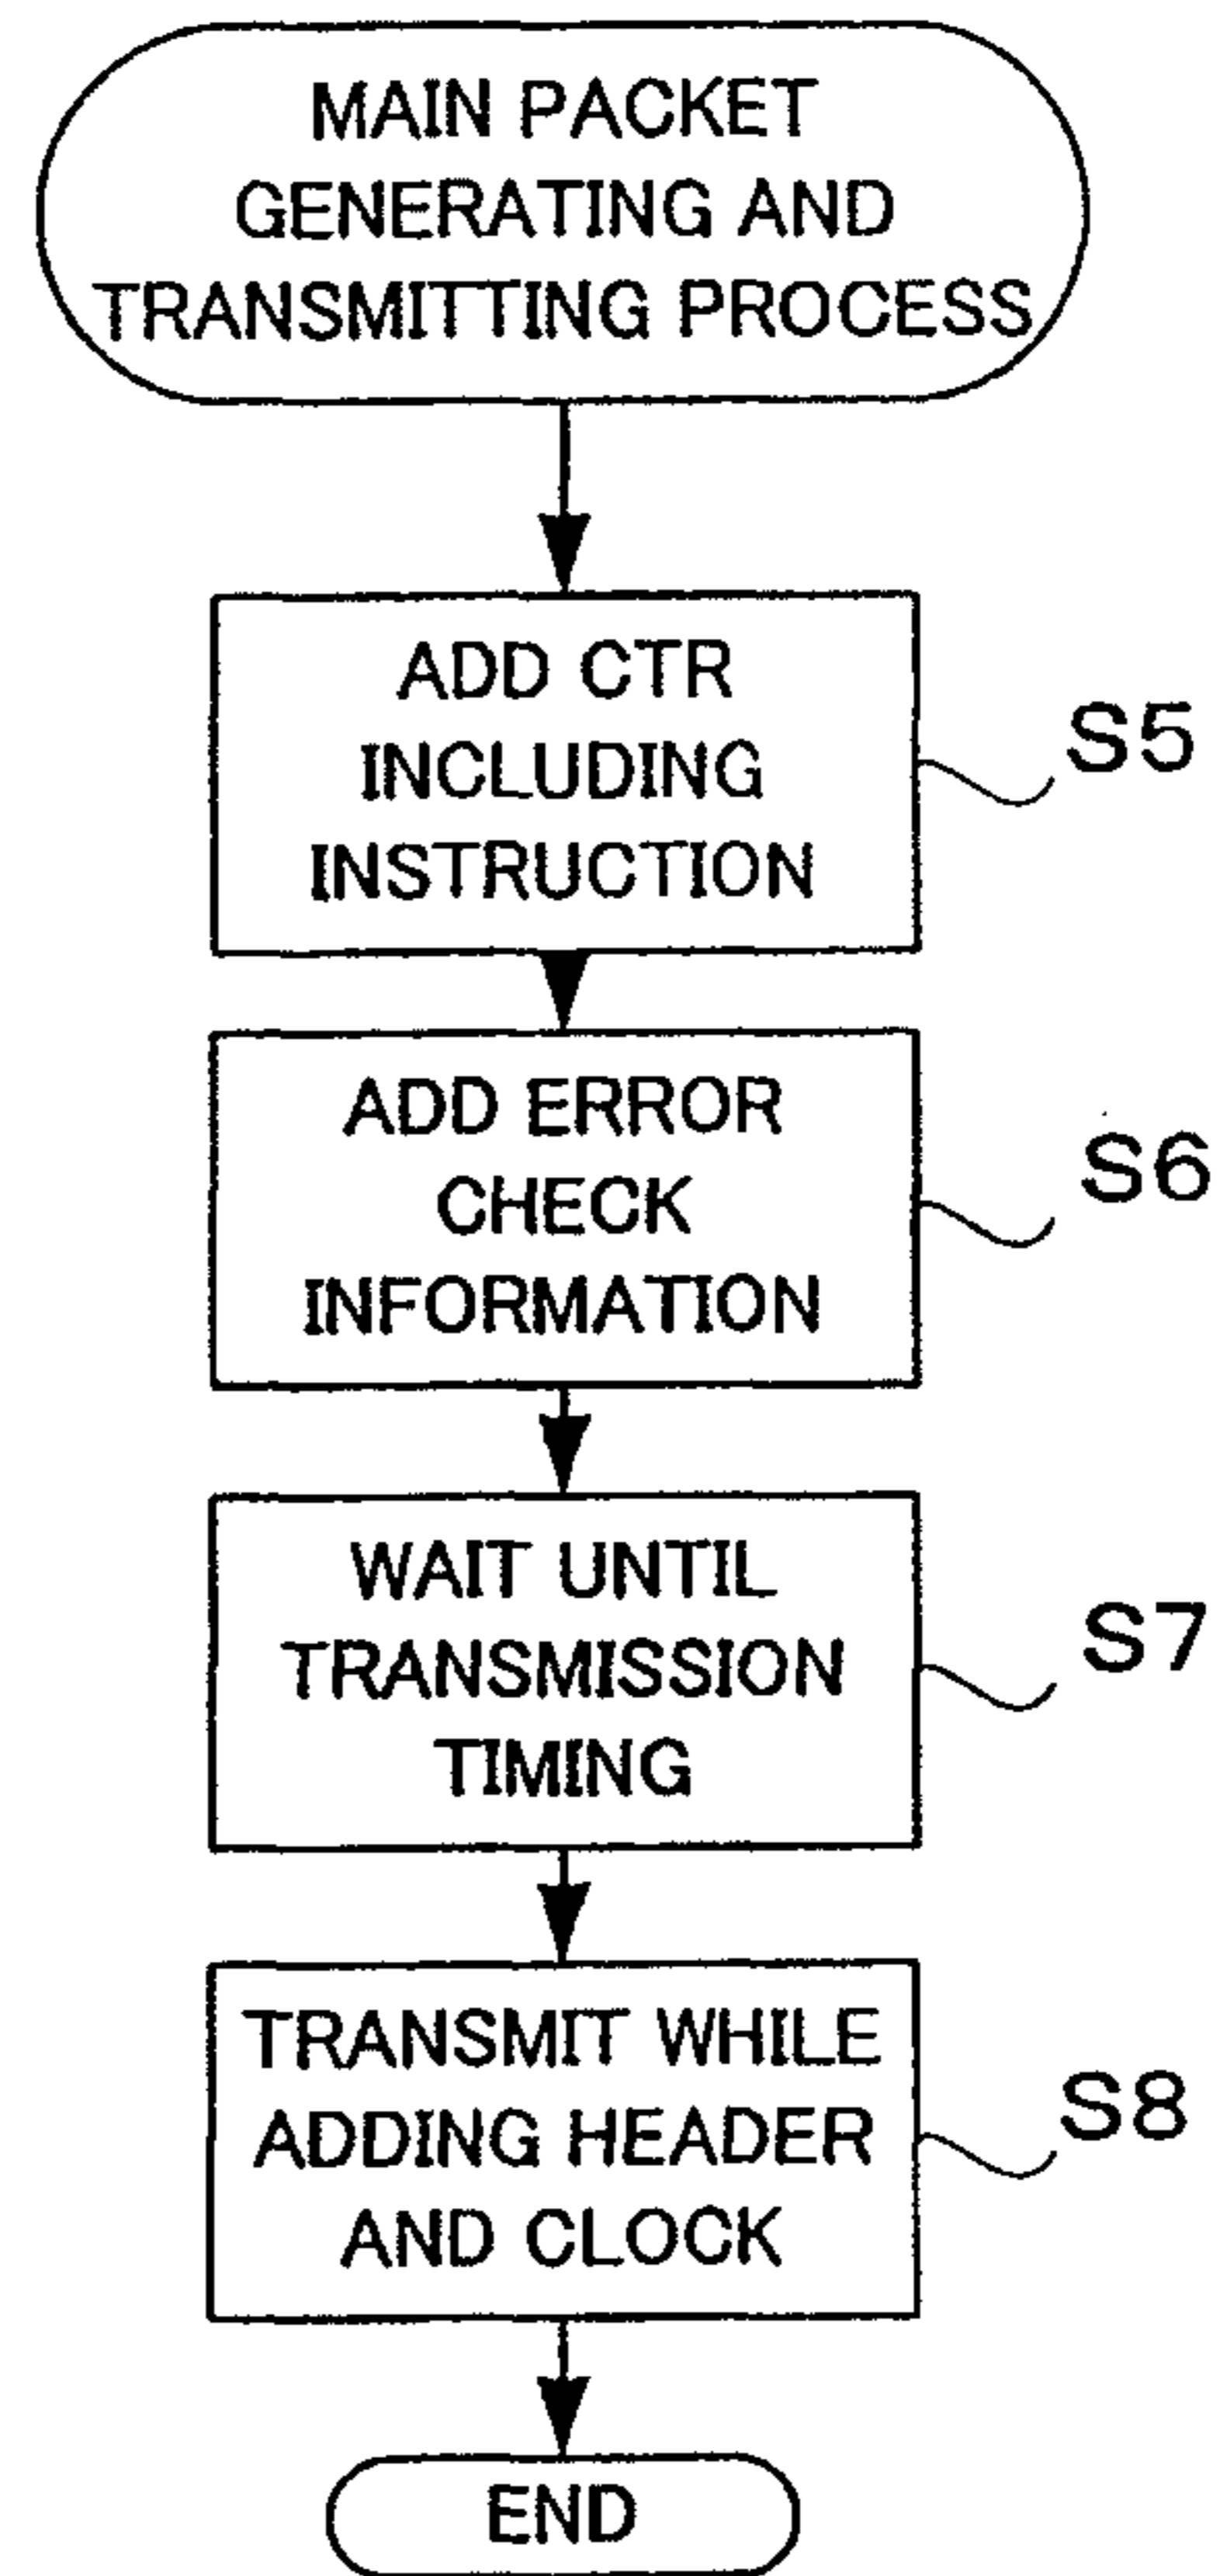 MAIN PACKET
GENERATING AND
TRANSMITTING PROCESS
ADD CTR
INCLUDING
INSTRUCTION
S5
ADD ERROR
CHECK
INFORMATION
S6
WAIT UNTIL
TRANSMISSION
TIMING
S7
TRANSMIT WHILE
ADDING HEADER
AND CLOCK
S8
END